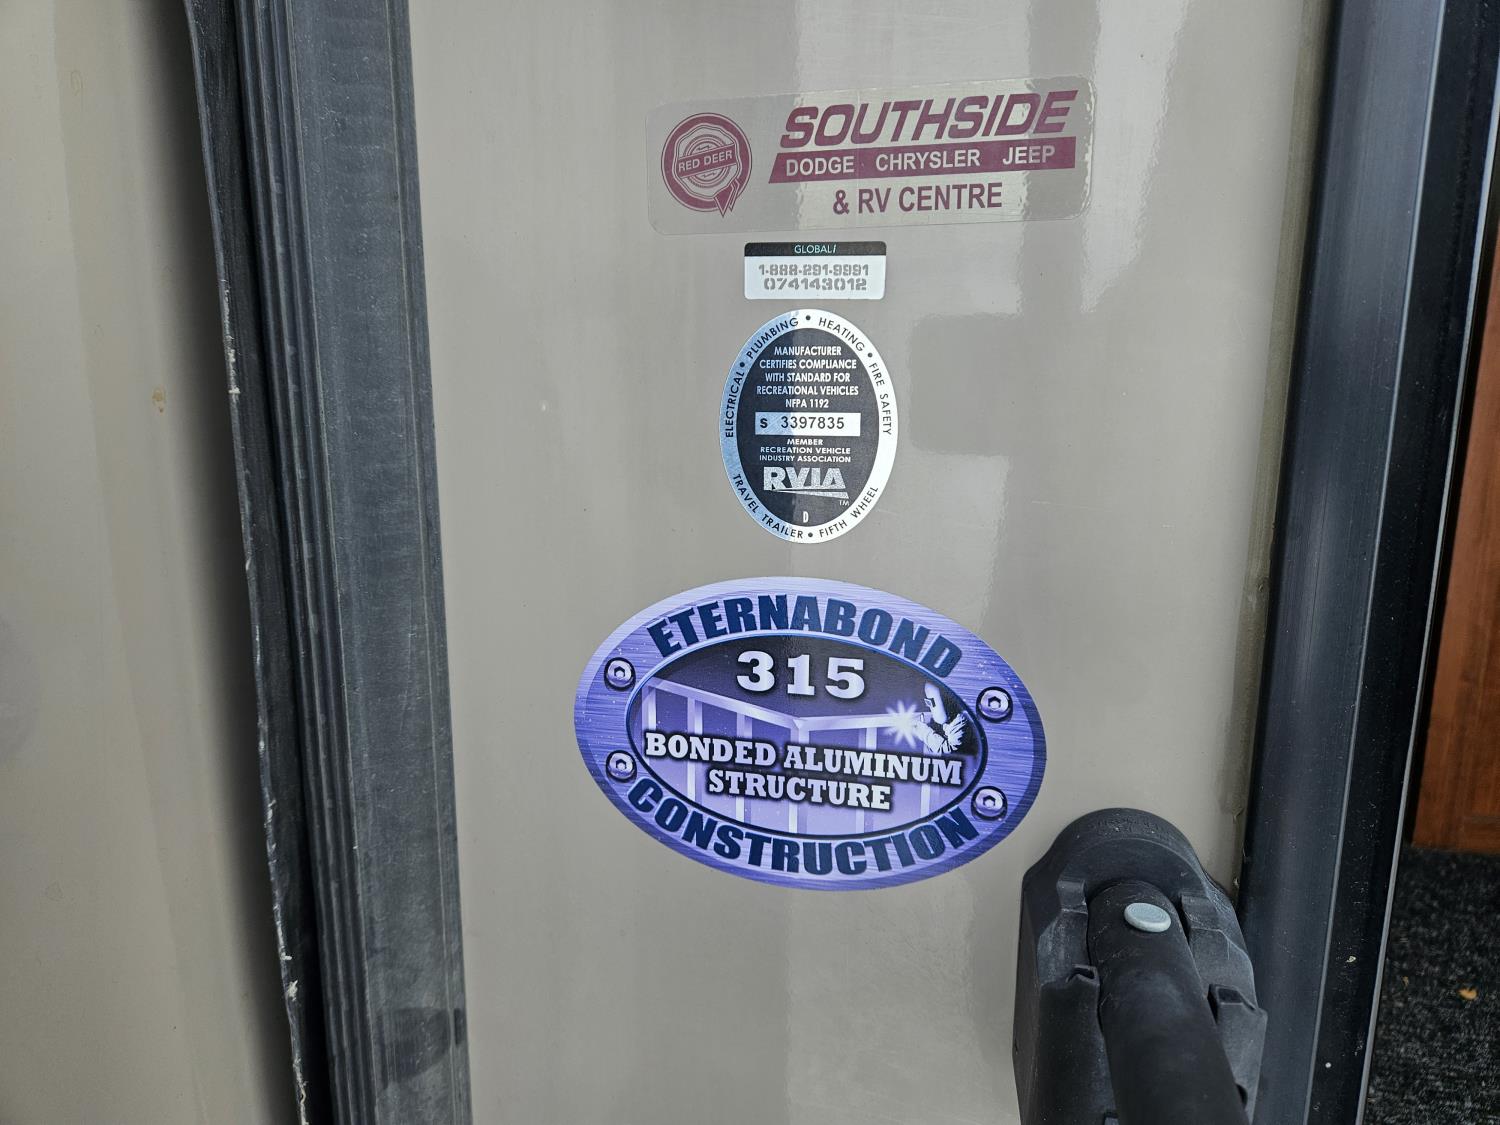 RED DEER
SOUTHSIDE
DODGE CHRYSLER JEEP
& RV CENTRE
GLOBALi
1-888-291-9991
074143012
ELECTRICAL • PLUMBING • HEATING • FIRE SAFETY
MANUFACTURER
CERTIFIES COMPLIANCE
WITH STANDARD FOR
RECREATIONAL VEHICLES
NFPA 1192
S 3397835
MEMBER
RECREATION VEHICLE
INDUSTRY ASSOCIATION
RVIA
TM
D
TRAVEL TRAILER • FIFTH WHEEL
ETERNABOND
315
BONDED ALUMINUM
STRUCTURE
CONSTRUCTION